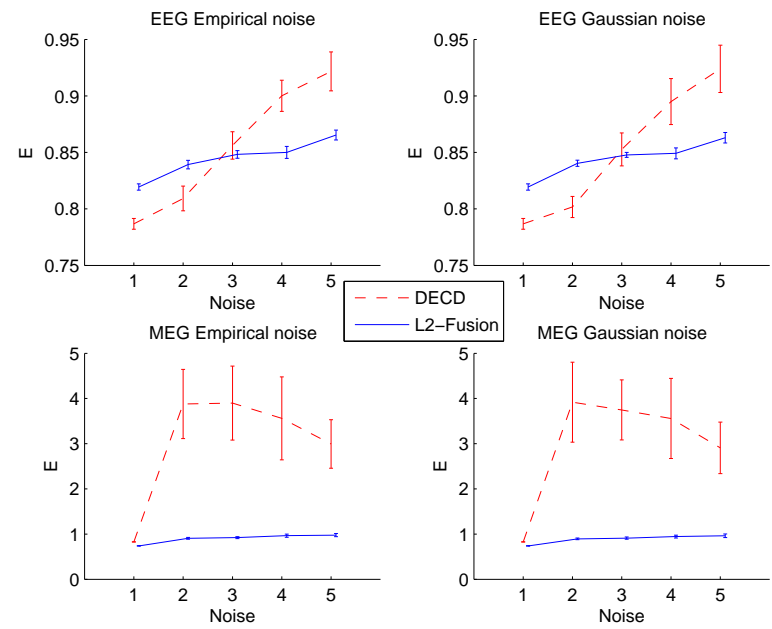 EEG Empirical noise
0.95
0.9
0.85
0.8
0.75
E
1 2 3 4 5
Noise
EEG Gaussian noise
0.95
0.9
0.85
0.8
0.75
E
1 2 3 4 5
Noise
DECD
L2-Fusion
MEG Empirical noise
5
4
3
2
1
0
E
1 2 3 4 5
Noise
MEG Gaussian noise
5
4
3
2
1
0
E
1 2 3 4 5
Noise